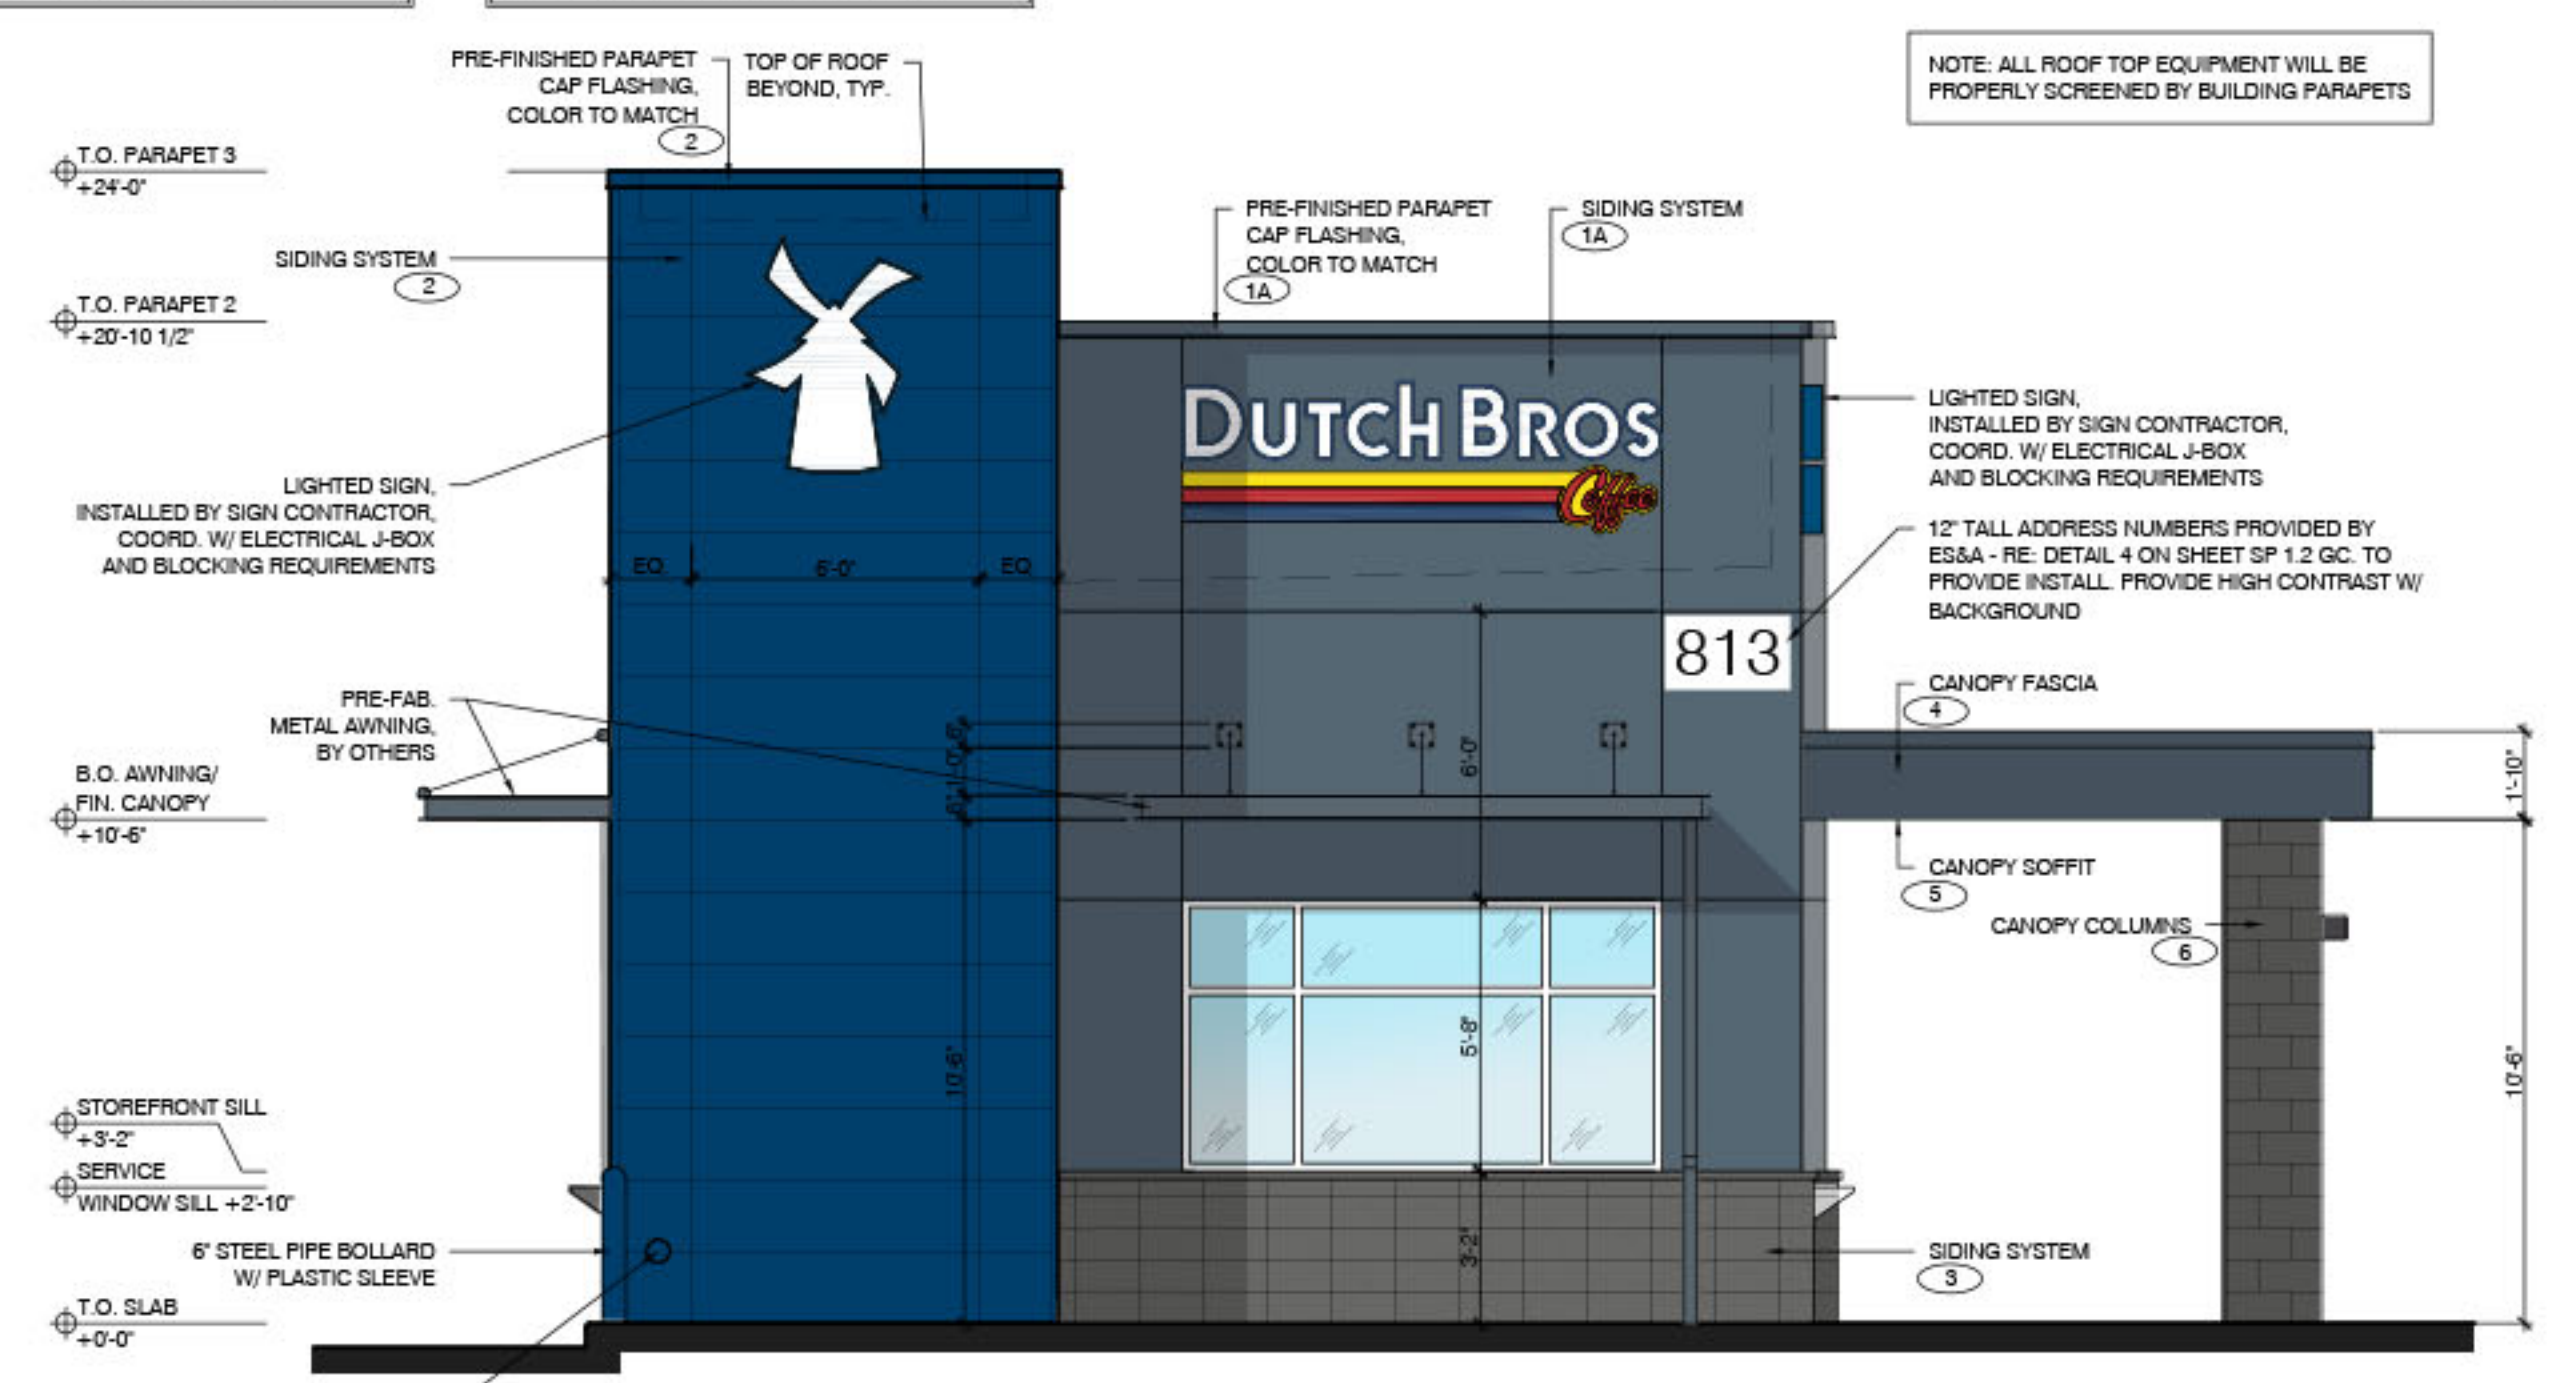 PRE-FINISHED PARAPET
CAP FLASHING,
COLOR TO MATCH
2
TOP OF ROOF
BEYOND, TYP.
NOTE: ALL ROOF TOP EQUIPMENT WILL BE
PROPERLY SCREENED BY BUILDING PARAPETS
T.O. PARAPET 3
+24'-0"
PRE-FINISHED PARAPET
CAP FLASHING,
COLOR TO MATCH
1A
SIDING SYSTEM
1A
SIDING SYSTEM
2
T.O. PARAPET 2
+20'-10 1/2"
DUTCH BROS
Coffee
LIGHTED SIGN,
INSTALLED BY SIGN CONTRACTOR,
COORD. W/ ELECTRICAL J-BOX
AND BLOCKING REQUIREMENTS
LIGHTED SIGN,
INSTALLED BY SIGN CONTRACTOR,
COORD. W/ ELECTRICAL J-BOX
AND BLOCKING REQUIREMENTS
12" TALL ADDRESS NUMBERS PROVIDED BY
ES&A - RE: DETAIL 4 ON SHEET SP 1.2 GC. TO
PROVIDE INSTALL. PROVIDE HIGH CONTRAST W/
BACKGROUND
EQ.
6'-0"
EQ.
813
PRE-FAB.
METAL AWNING,
BY OTHERS
CANOPY FASCIA
4
6"
1'-0"
6"
6'-0"
1'-10"
B.O. AWNING/
FIN. CANOPY
+10'-6"
CANOPY SOFFIT
5
CANOPY COLUMNS
6
10'-6"
5'-8"
10'-6"
STOREFRONT SILL
+3'-2"
SERVICE
WINDOW SILL +2'-10"
6" STEEL PIPE BOLLARD
W/ PLASTIC SLEEVE
3'-2"
SIDING SYSTEM
3
T.O. SLAB
+0'-0"